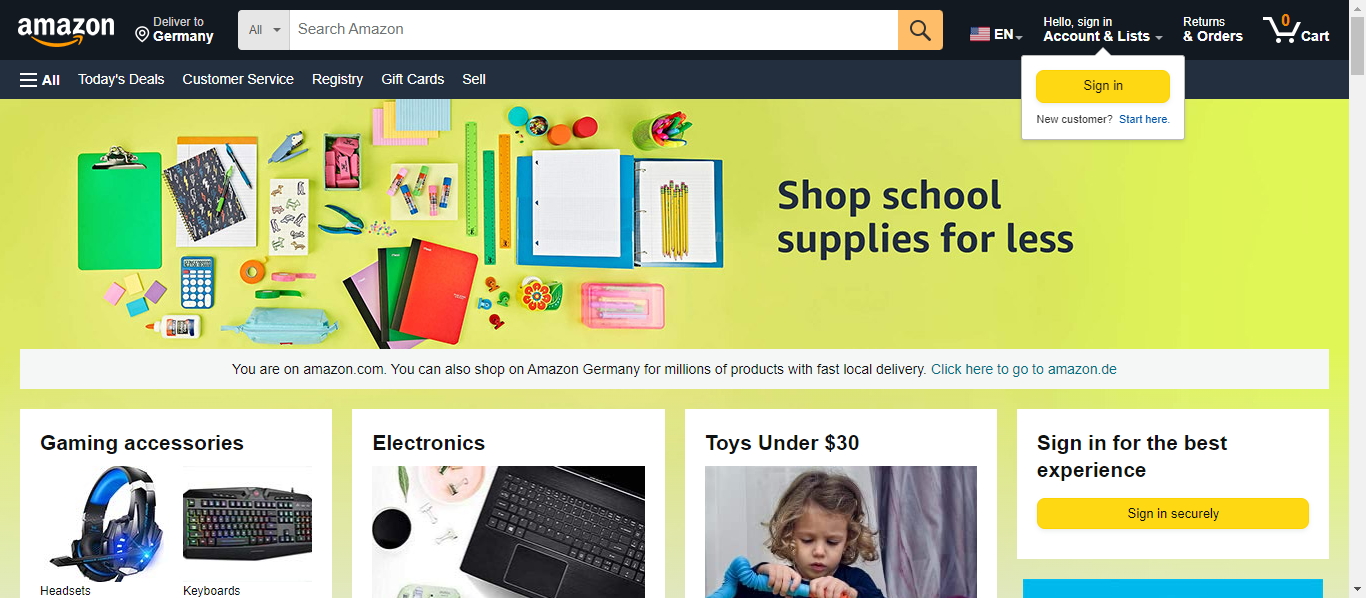 amazon
Deliver to
Germany
All
Search Amazon
EN
Hello, sign in
Account & Lists
Returns
& Orders
0
Cart
All
Today's Deals
Customer Service
Registry
Gift Cards
Sell
Sign in
New customer? Start here.
Shop school
supplies for less
You are on amazon.com. You can also shop on Amazon Germany for millions of products with fast local delivery. Click here to go to amazon.de
Gaming accessories
Headsets
Keyboards
Electronics
Toys Under $30
Sign in for the best
experience
Sign in securely